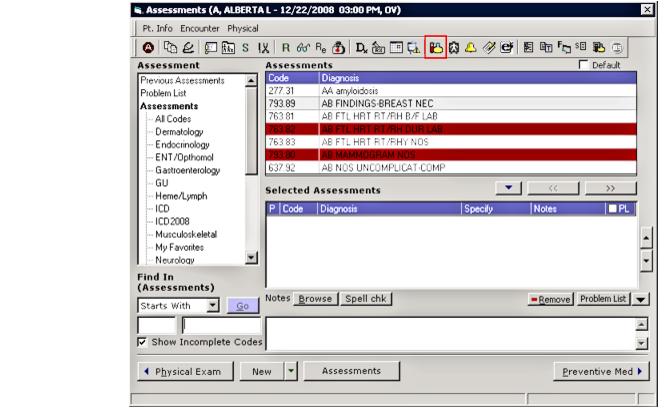 Assessments (A, ALBERTA L - 12/22/2008 03:00 PM, OV)
Pt. Info Encounter Physical
S R Re D,
Assessment
Previous Assessments
Problem List
Assessments
All Codes
Dermatology
Endocrinology
ENT/Opthomol
Gastroenterology
GU
Heme/Lymph
ICD
ICD2008
Musculoskeletal
My Favorites
Neurology
Find In
(Assessments)
Starts With Go
Show Incomplete Codes
Assessments Default
Code Diagnosis
277.31 AA amyloidosis
793.89 AB FINDINGS-BREAST NEC
763.81 AB FTL HRT RT/RH B/F LAB
763.82 AB FTL HRT RT/RH DUR LAB
763.83 AB FTL HRT RT/RHY NOS
793.80 AB MAMMOGRAM NOS
637.92 AB NOS UNCOMPLICAT-COMP
Selected Assessments << >>
P Code Diagnosis Specify Notes PL
Notes Browse Spell chk Remove Problem List
Physical Exam New Assessments Preventive Med